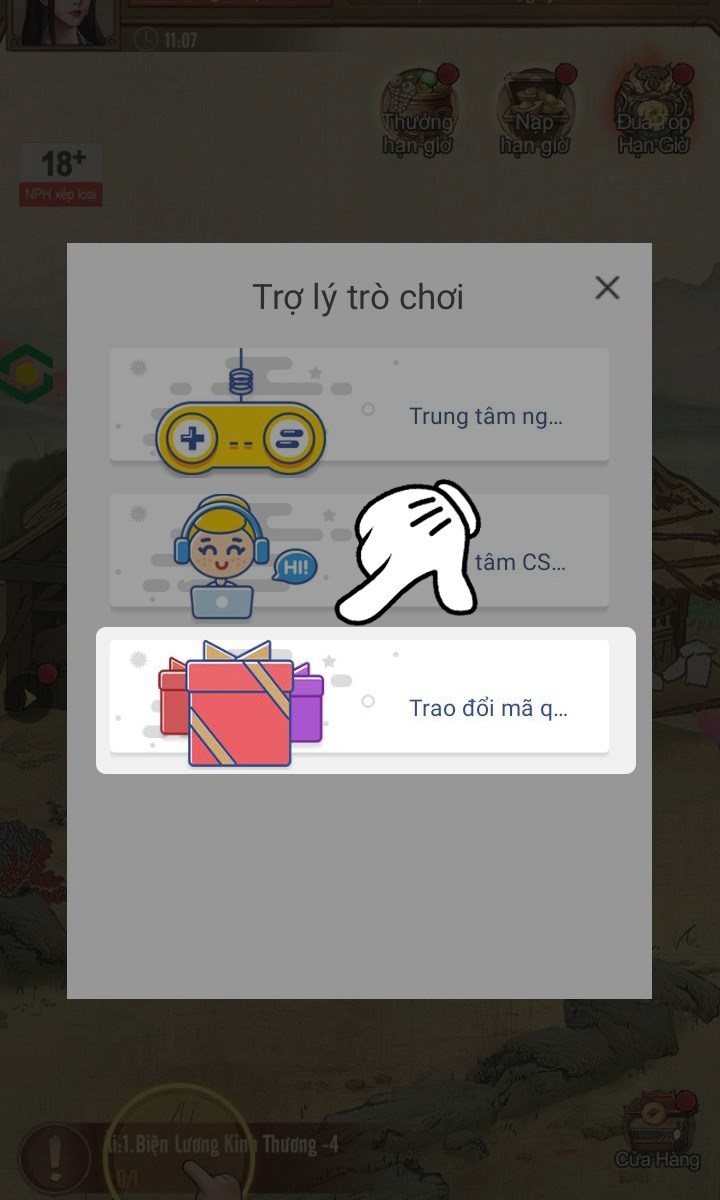 11:07
Thưởng
hạn giờ
Nạp
hạn giờ
Đua Top
Hạn Giờ
18+
NPH xếp loại
Trợ lý trò chơi
Trung tâm ng...
HI!
tâm CS...
Trao đổi mã q...
Ải:1.Biện Lương Kinh Thương -4
0/1
Cửa Hàng